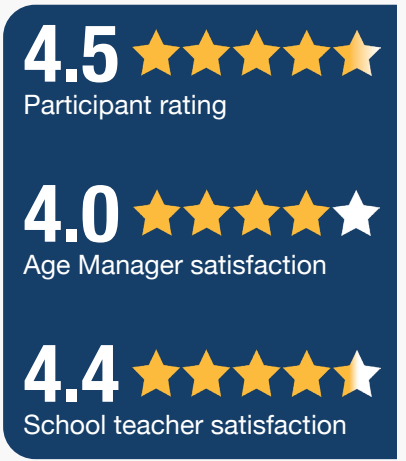 4.5
Participant rating
4.0
Age Manager satisfaction
4.4
School teacher satisfaction